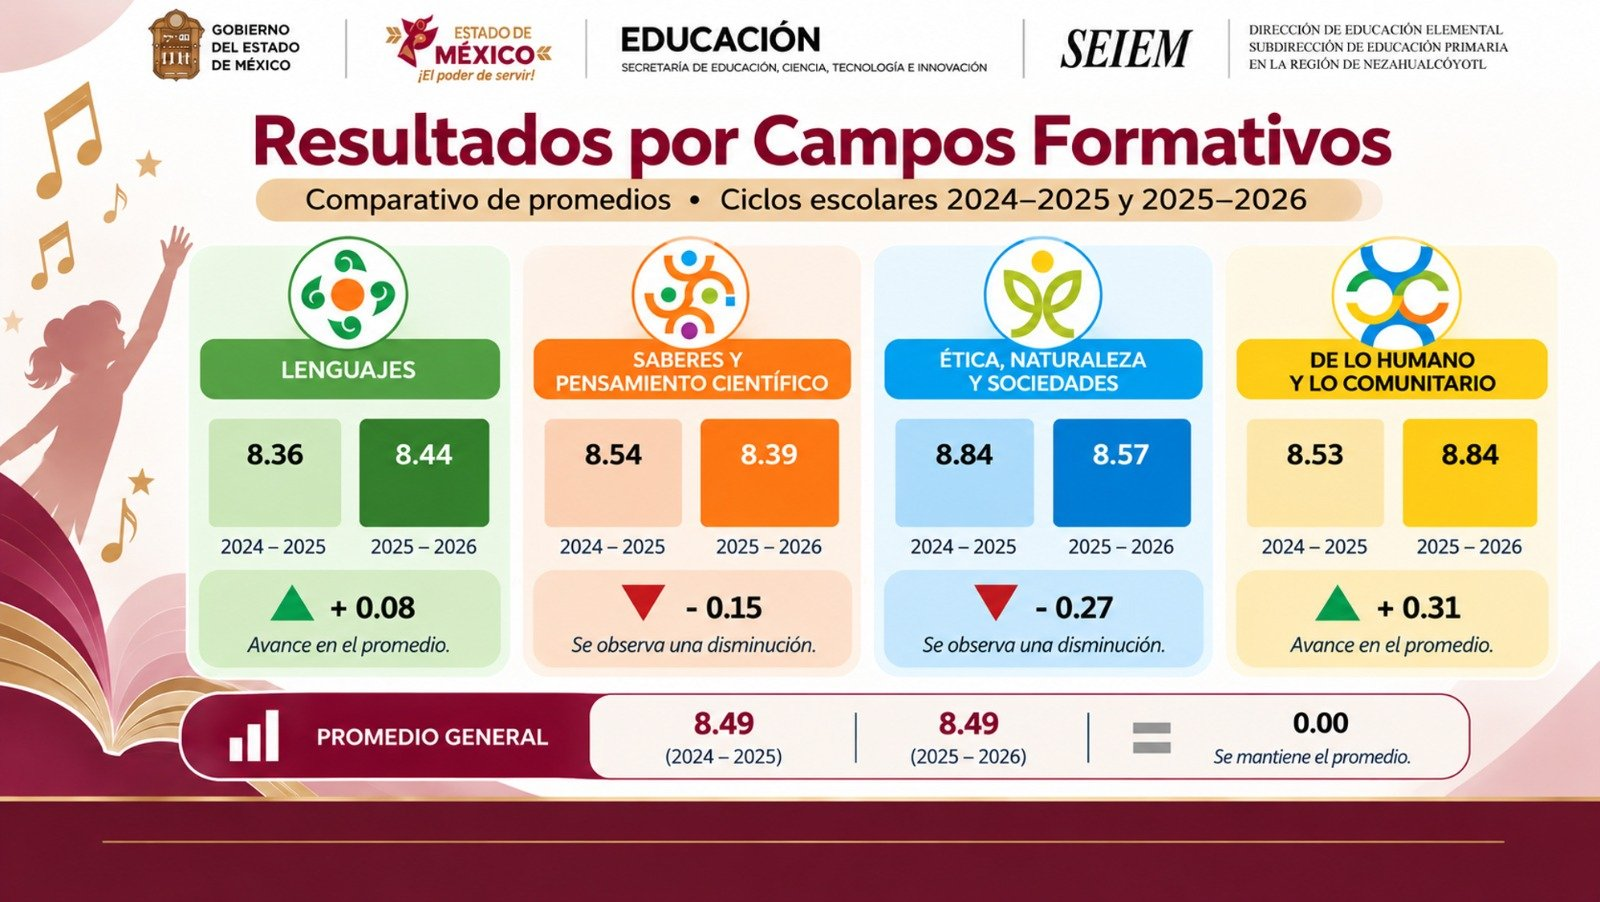 GOBIERNO
DEL ESTADO
DE MÉXICO
ESTADO DE
MÉXICO
¡El poder de servir!
EDUCACIÓN
SECRETARÍA DE EDUCACIÓN, CIENCIA, TECNOLOGÍA E INNOVACIÓN
SEIEM
DIRECCIÓN DE EDUCACIÓN ELEMENTAL
SUBDIRECCIÓN DE EDUCACIÓN PRIMARIA
EN LA REGIÓN DE NEZAHUALCÓYOTL
Resultados por Campos Formativos
Comparativo de promedios • Ciclos escolares 2024–2025 y 2025–2026
LENGUAJES
8.36 8.44
2024 – 2025 2025 – 2026
+ 0.08
Avance en el promedio.
SABERES Y
PENSAMIENTO CIENTÍFICO
8.54 8.39
2024 – 2025 2025 – 2026
- 0.15
Se observa una disminución.
ÉTICA, NATURALEZA
Y SOCIEDADES
8.84 8.57
2024 – 2025 2025 – 2026
- 0.27
Se observa una disminución.
DE LO HUMANO
Y LO COMUNITARIO
8.53 8.84
2024 – 2025 2025 – 2026
+ 0.31
Avance en el promedio.
PROMEDIO GENERAL
8.49
(2024 – 2025)
8.49
(2025 – 2026)
=
0.00
Se mantiene el promedio.